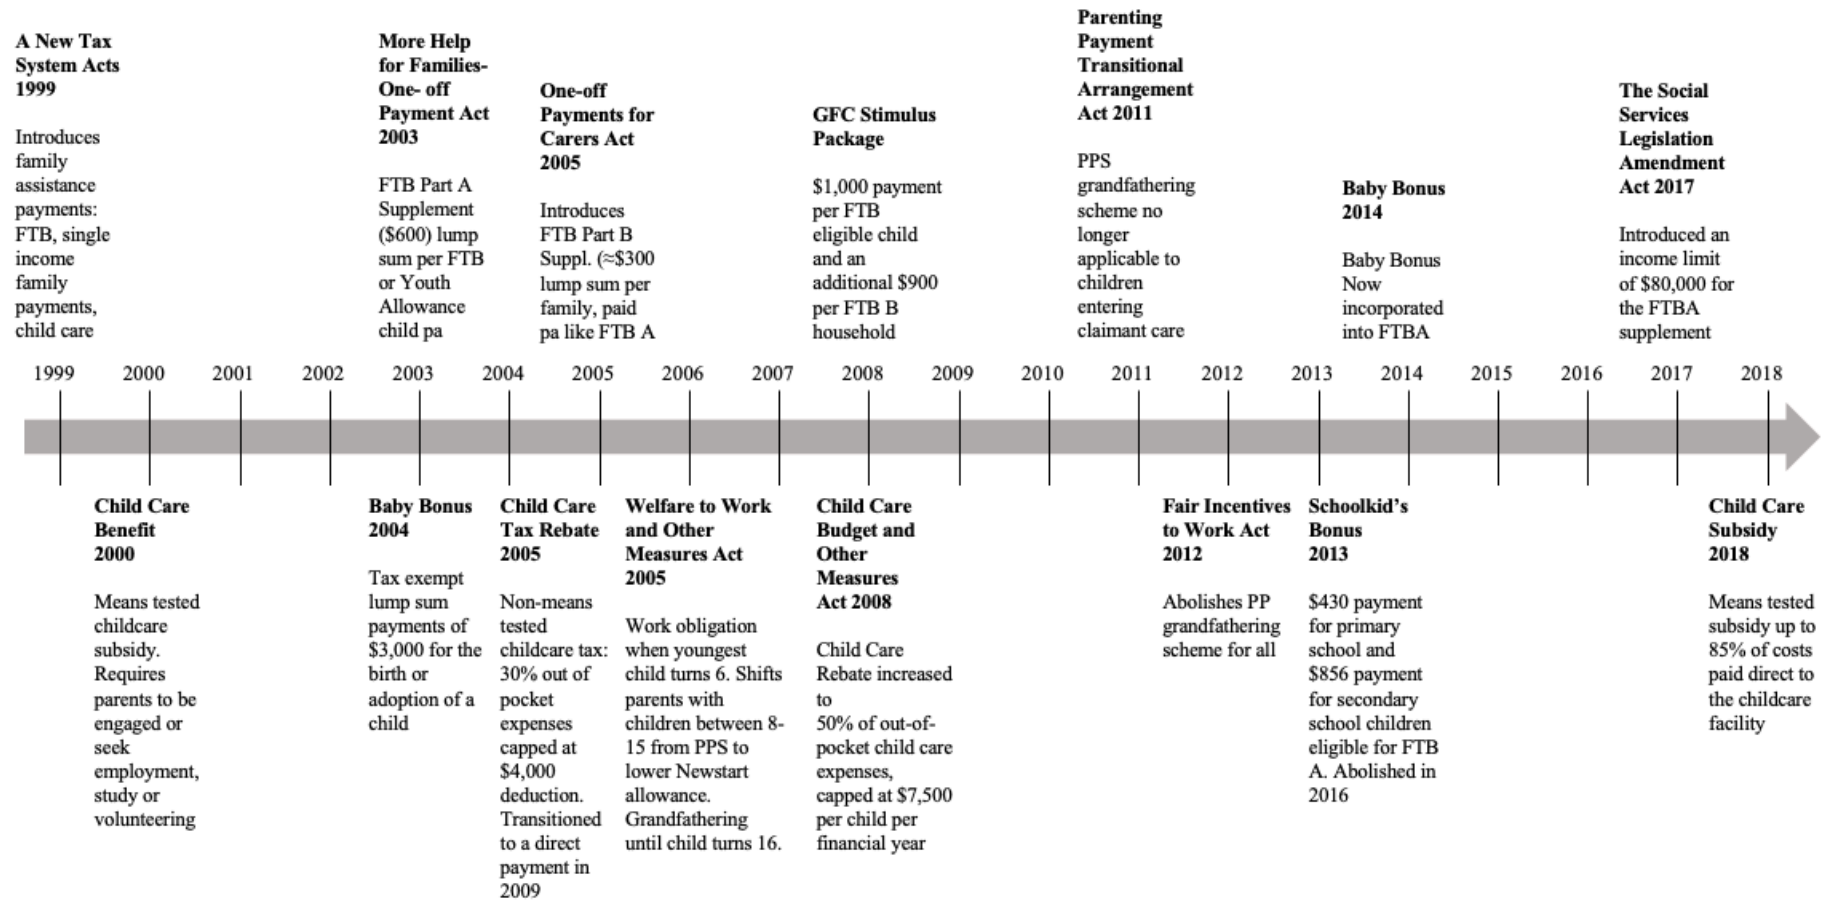 A New Tax
System Acts
1999
Introduces
family
assistance
payments:
FTB, single
income
family
payments,
child care
More Help
for Families-
One- off
Payment Act
2003
FTB Part A
Supplement
($600) lump
sum per FTB
or Youth
Allowance
child pa
One-off
Payments for
Carers Act
2005
Introduces
FTB Part B
Suppl. (≈$300
lump sum per
family, paid
pa like FTB A
GFC Stimulus
Package
$1,000 payment
per FTB
eligible child
and an
additional $900
per FTB B
household
Parenting
Payment
Transitional
Arrangement
Act 2011
PPS
grandfathering
scheme no
longer
applicable to
children
entering
claimant care
Baby Bonus
2014
Baby Bonus
Now
incorporated
into FTBA
The Social
Services
Legislation
Amendment
Act 2017
Introduced an
income limit
of $80,000 for
the FTBA
supplement
1999 2000 2001 2002 2003 2004 2005 2006 2007 2008 2009 2010 2011 2012 2013 2014 2015 2016 2017 2018
Child Care
Benefit
2000
Means tested
childcare
subsidy.
Requires
parents to be
engaged or
seek
employment,
study or
volunteering
Baby Bonus
2004
Tax exempt
lump sum
payments of
$3,000 for the
birth or
adoption of a
child
Child Care
Tax Rebate
2005
Non-means
tested
childcare tax:
30% out of
pocket
expenses
capped at
$4,000
deduction.
Transitioned
to a direct
payment in
2009
Welfare to Work
and Other
Measures Act
2005
Work obligation
when youngest
child turns 6. Shifts
parents with
children between 8-
15 from PPS to
lower Newstart
allowance.
Grandfathering
until child turns 16.
Child Care
Budget and
Other
Measures
Act 2008
Child Care
Rebate increased
to
50% of out-of-
pocket child care
expenses,
capped at $7,500
per child per
financial year
Fair Incentives
to Work Act
2012
Abolishes PP
grandfathering
scheme for all
Schoolkid's
Bonus
2013
$430 payment
for primary
school and
$856 payment
for secondary
school children
eligible for FTB
A. Abolished in
2016
Child Care
Subsidy
2018
Means tested
subsidy up to
85% of costs
paid direct to
the childcare
facility